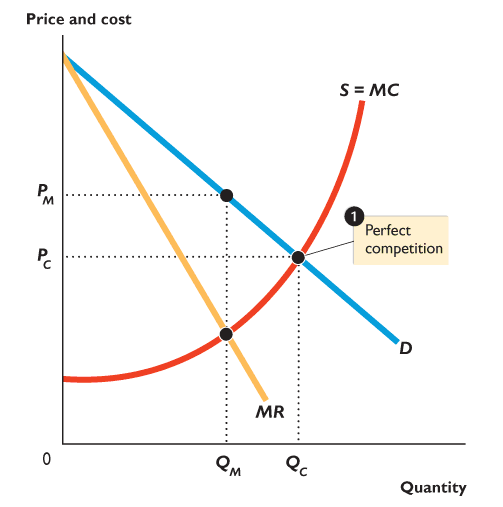 Price and cost
S = MC
P_M
1
Perfect
competition
P_C
D
MR
0
Q_M
Q_C
Quantity